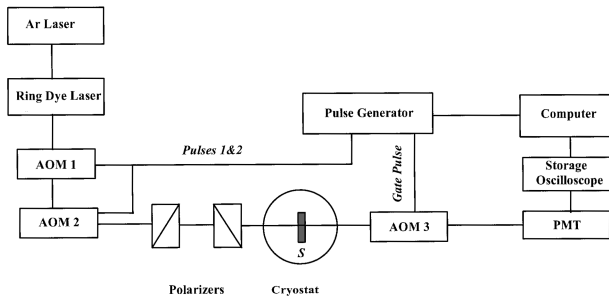 Ar Laser
Ring Dye Laser
Pulse Generator
Computer
AOM 1
Pulses 1&2
Gate Pulse
Storage
Oscilloscope
AOM 2
AOM 3
PMT
S
Polarizers
Cryostat